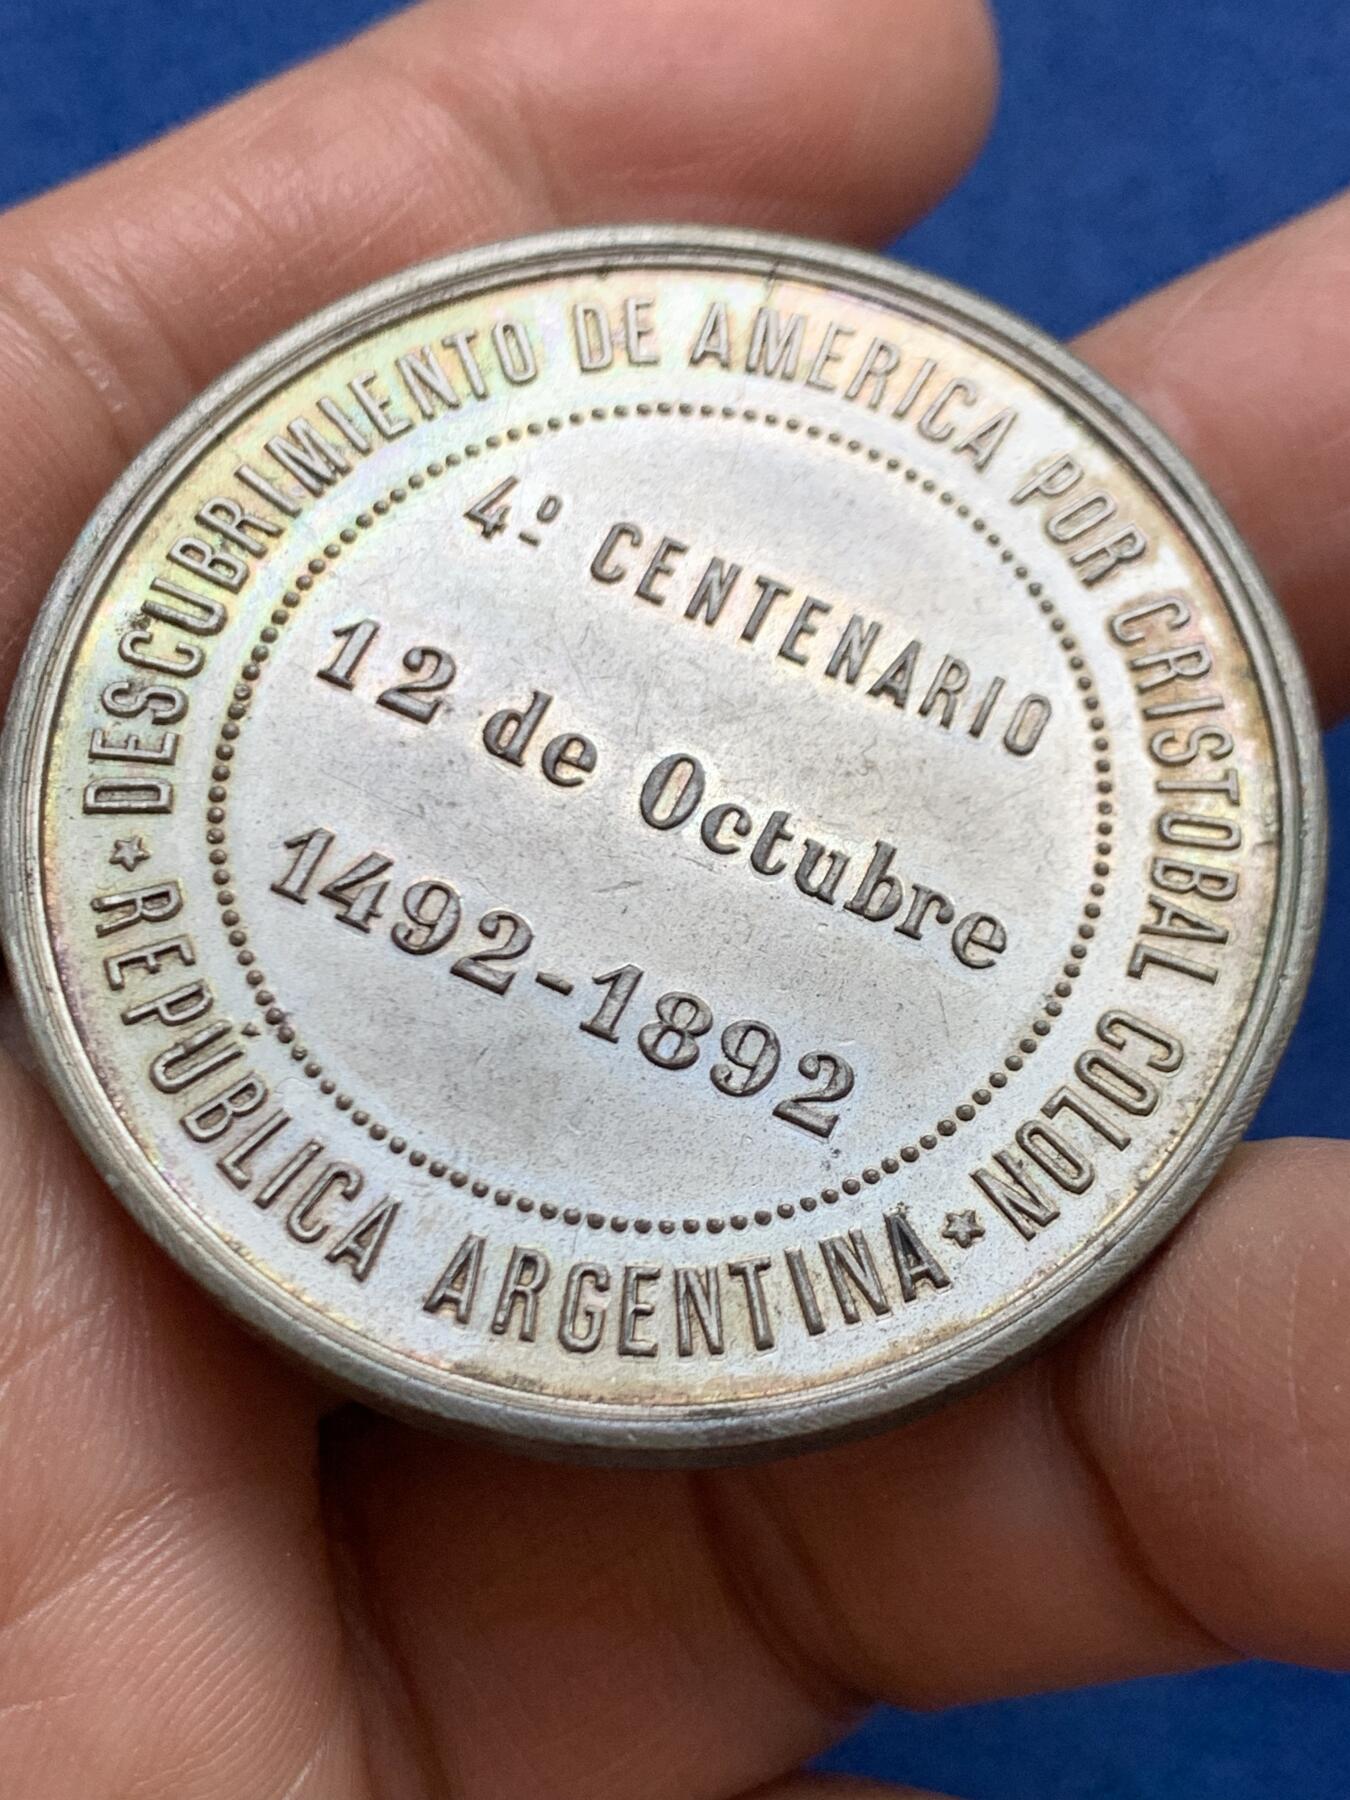 DESCUBRIMIENTO DE AMERICA POR CRISTOBAL COLON
4º CENTENARIO
12 de Octubre
1492-1892
REPÚBLICA ARGENTINA